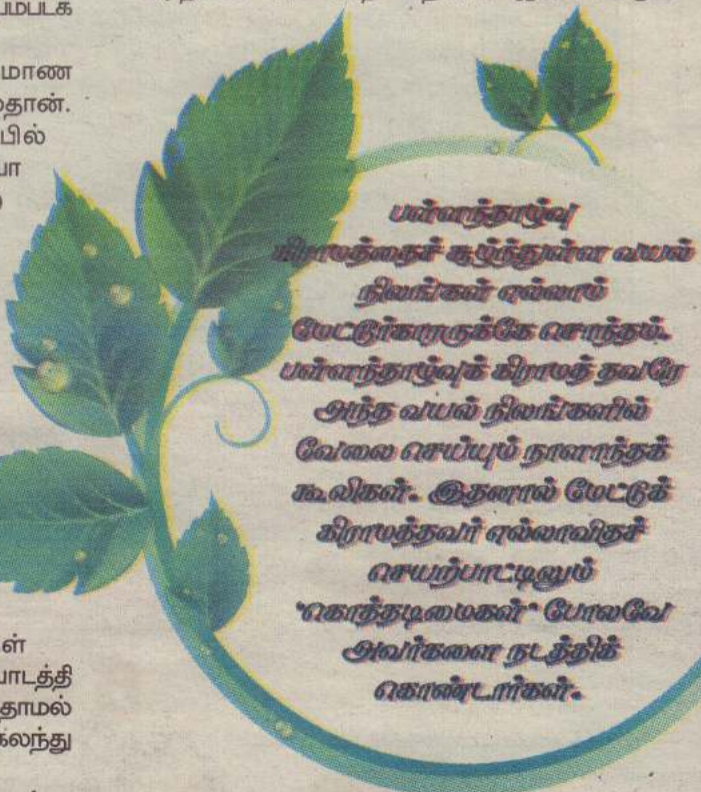 மாண
தான்.
பில்
பள்ளந்தாழ்வு
கிராமத்தைச் சூழ்ந்துள்ள வயல்
நிலங்கள் எல்லாம்
மேட்டூர்காரருக்கே சொந்தம்.
பள்ளந்தாழ்வுக் கிராமத் தவரே
அந்த வயல் நிலங்களில்
வேலை செய்யும் நாளாந்தக்
கூலிகள். இதனால் மேட்டுக்
கிராமத்தவர் எல்லாவிதச்
செயற்பாட்டிலும்
"கொத்தடிமைகள்" போலவே
அவர்களை நடத்திக்
கொண்டார்கள்.
ள்
பாடத்தி
தாமல்
கலந்து